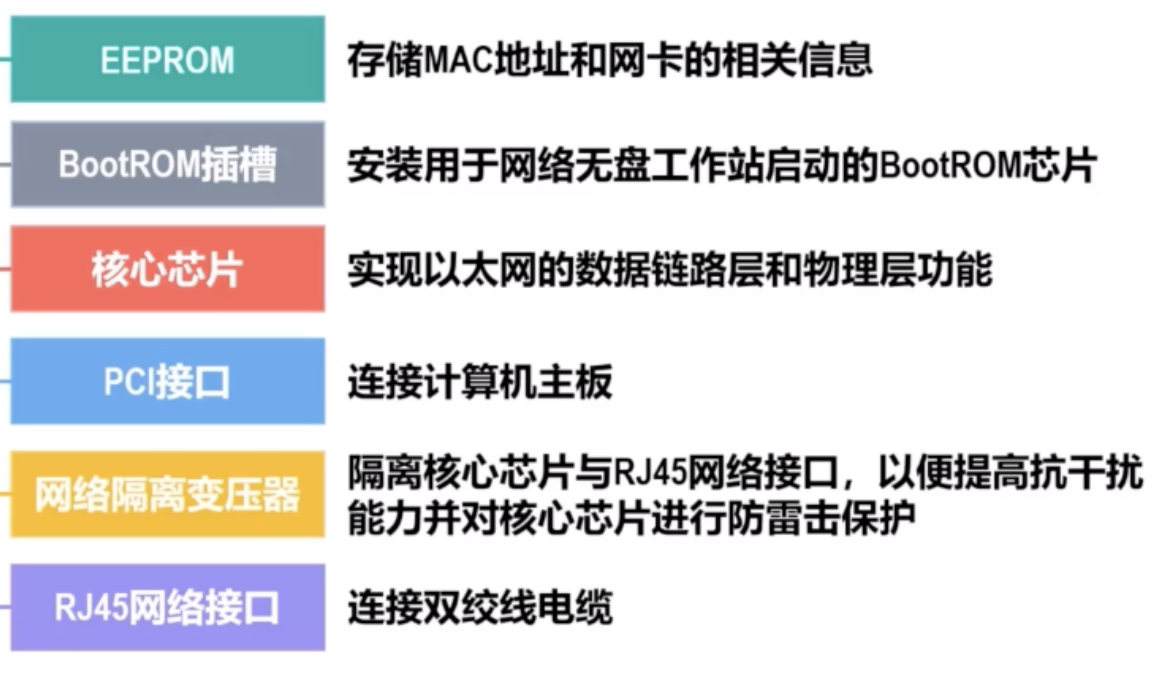 EEPROM
存储MAC地址和网卡的相关信息
BootROM插槽
安装用于网络无盘工作站启动的BootROM芯片
核心芯片
实现以太网的数据链路层和物理层功能
PCI接口
连接计算机主板
网络隔离变压器
隔离核心芯片与RJ45网络接口，以便提高抗干扰
能力并对核心芯片进行防雷击保护
RJ45网络接口
连接双绞线电缆